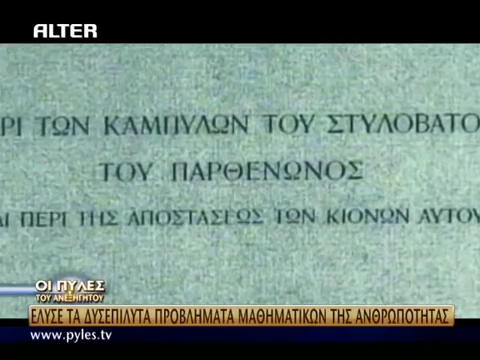 ALTER
ΡΙ ΤΩΝ ΚΑΜΠΥΛΩΝ ΤΟΥ ΣΤΥΛΟΒΑΤΟ
ΤΟΥ ΠΑΡΘΕΝΩΝΟΣ
ΑΙ ΠΕΡΙ ΤΗΣ ἈΠΟΣΤΑΣΕΩΣ ΤΩΝ ΚΙΟΝΩΝ ΑΥΤΟΥ
ΟΙ ΠΥΛΕΣ
ΤΟΥ ΑΝΕΞΗΓΗΤΟΥ
ΕΛΥΣΕ ΤΑ ΔΥΣΕΠΙΛΥΤΑ ΠΡΟΒΛΗΜΑΤΑ ΜΑΘΗΜΑΤΙΚΩΝ ΤΗΣ ΑΝΘΡΩΠΟΤΗΤΑΣ
www.pyles.tv